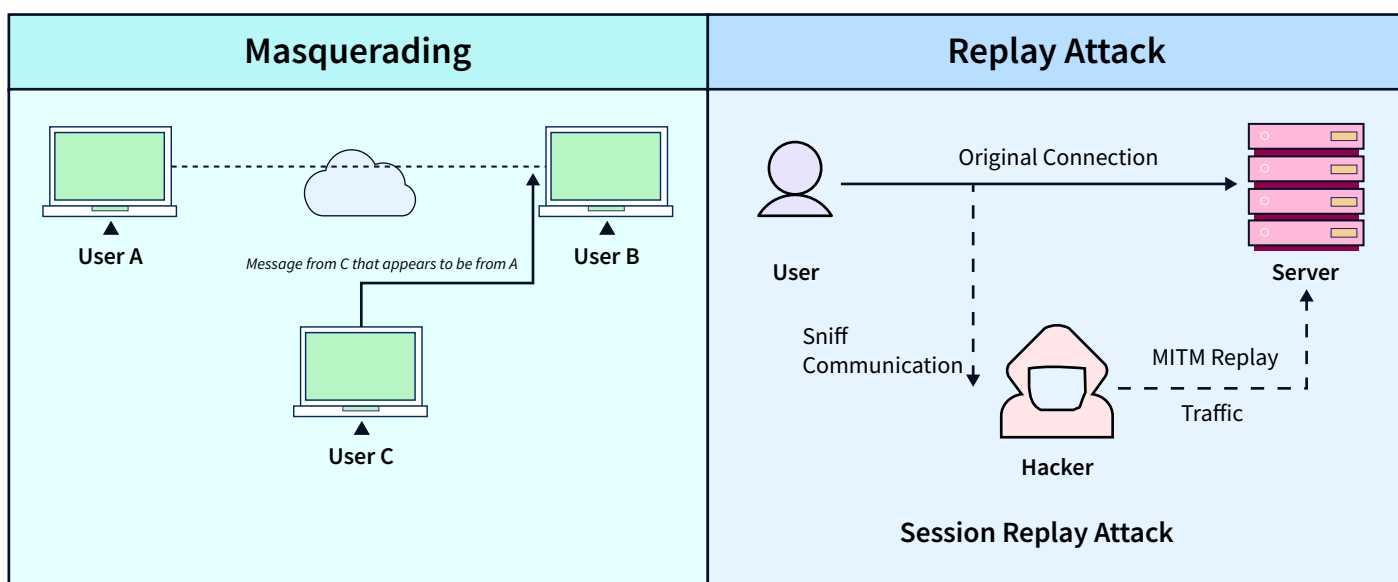 Masquerading
User A
User B
Message from C that appears to be from A
User C
Replay Attack
Original Connection
User
Server
Sniff
Communication
MITM Replay
Traffic
Hacker
Session Replay Attack